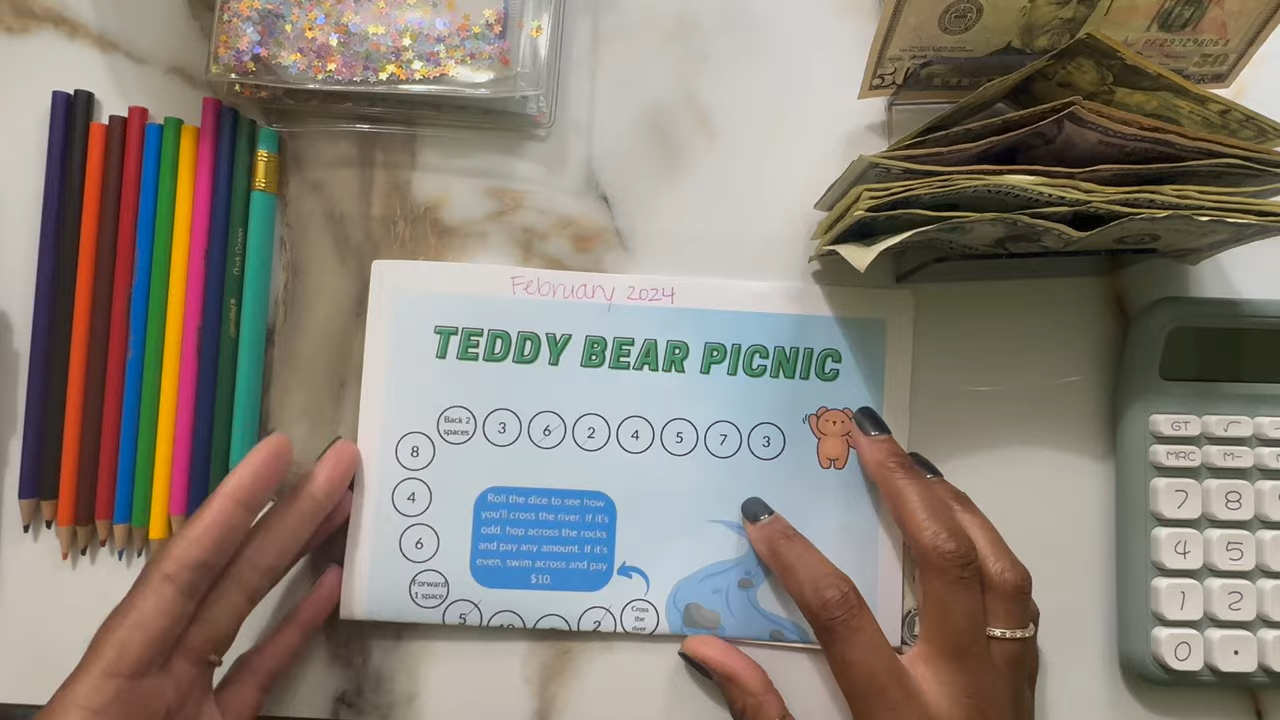 February 2024
TEDDY BEAR PICNIC
Back 2
spaces
3
6
2
4
5
7
3
8
4
6
Forward
1 space
5
2
Cross
the
river
Roll the dice to see how
you'll cross the river. If it's
odd, hop across the rocks
and pay any amount. If it's
even, swim across and pay
$10.
PF29329606A
50
GT
√
MRC
M-
7
8
4
5
1
2
0
.